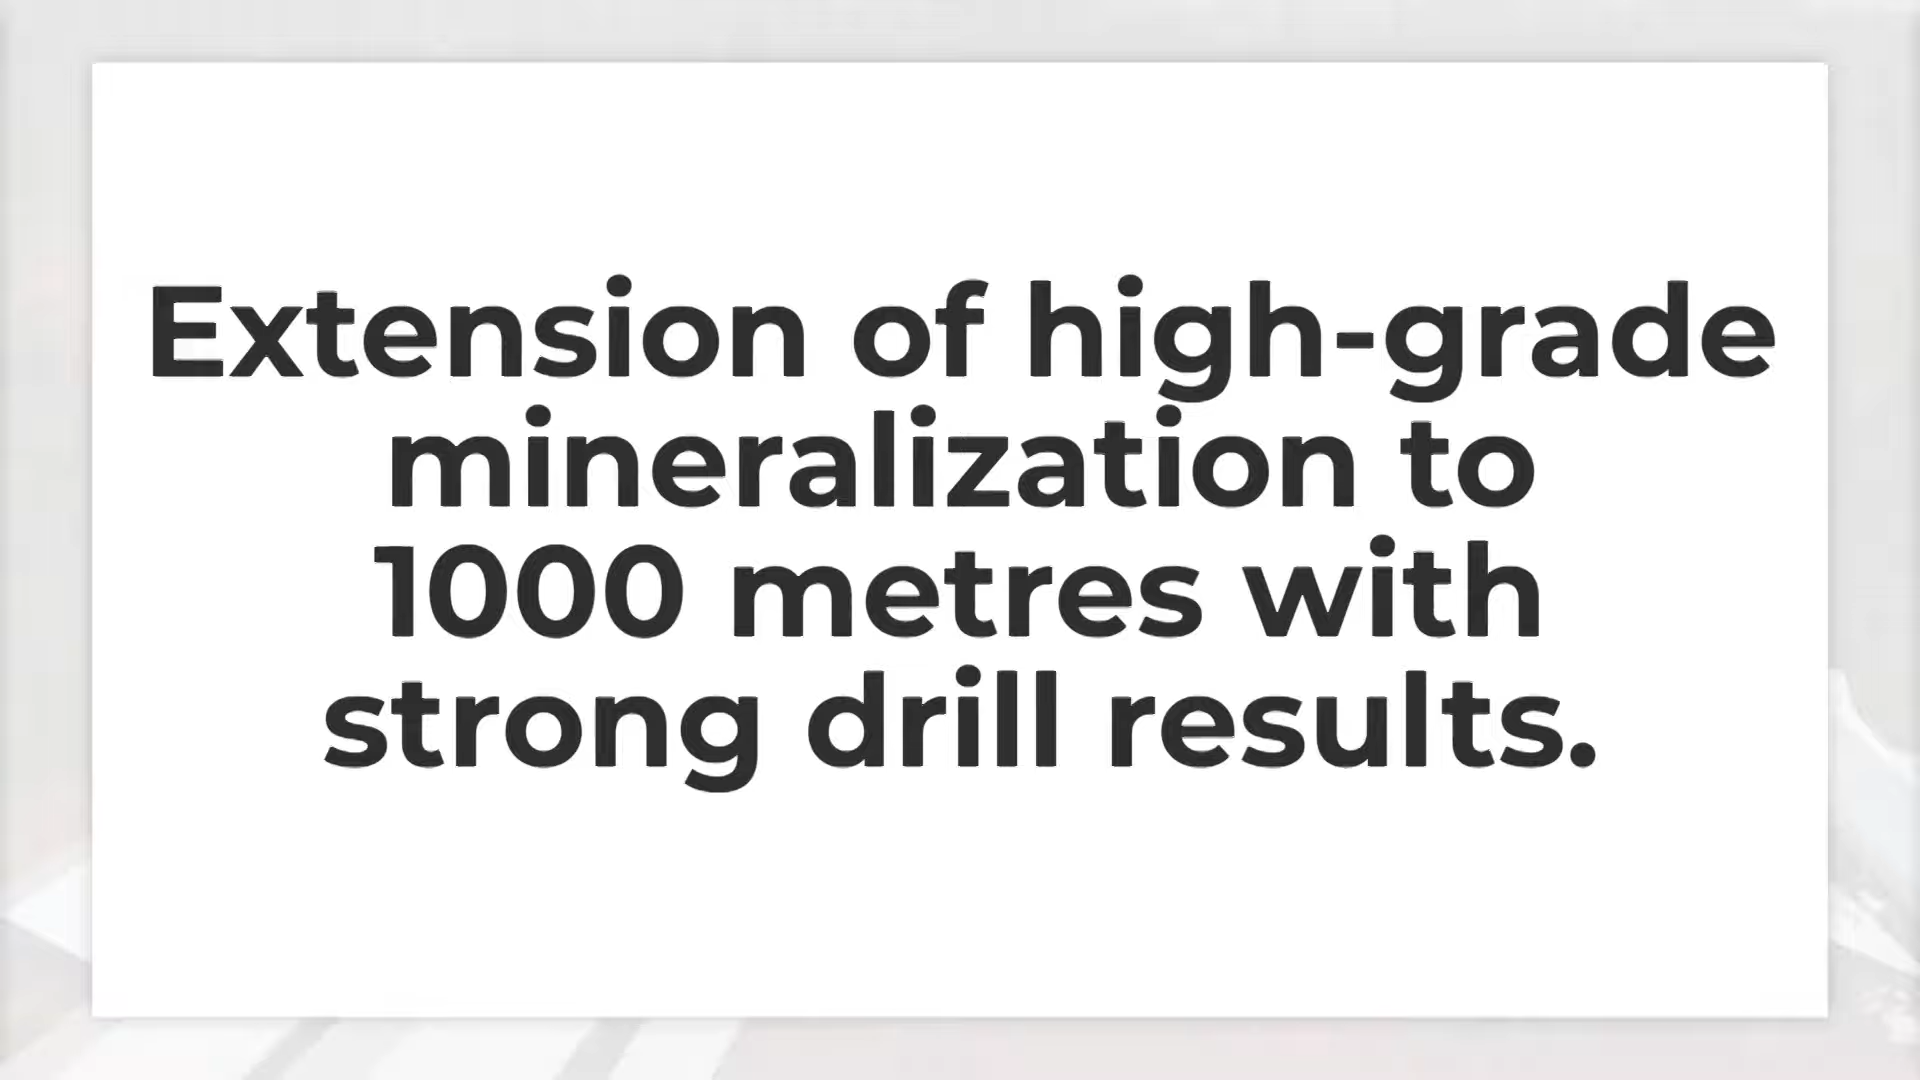 Extension of high-grade
mineralization to
1000 metres with
strong drill results.